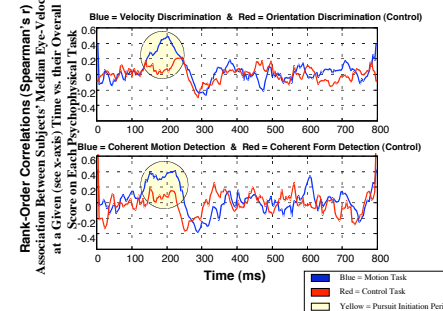 Rank-Order Correlations (Spearman's r)
Association Between Subjects' Median Eye-Veloc
at a Given (see x-axis) Time vs. their Overall
Score on Each Psychophysical Task
Blue = Velocity Discrimination & Red = Orientation Discrimination (Control)
0.6
0.4
0.2
0
-0.2
-0.4
0 100 200 300 400 500 600 700 800
Blue = Coherent Motion Detection & Red = Coherent Form Detection (Control)
0.6
0.4
0.2
0
-0.2
-0.4
0 100 200 300 400 500 600 700 800
Time (ms)
Blue = Motion Task
Red = Control Task
Yellow = Pursuit Initiation Peri